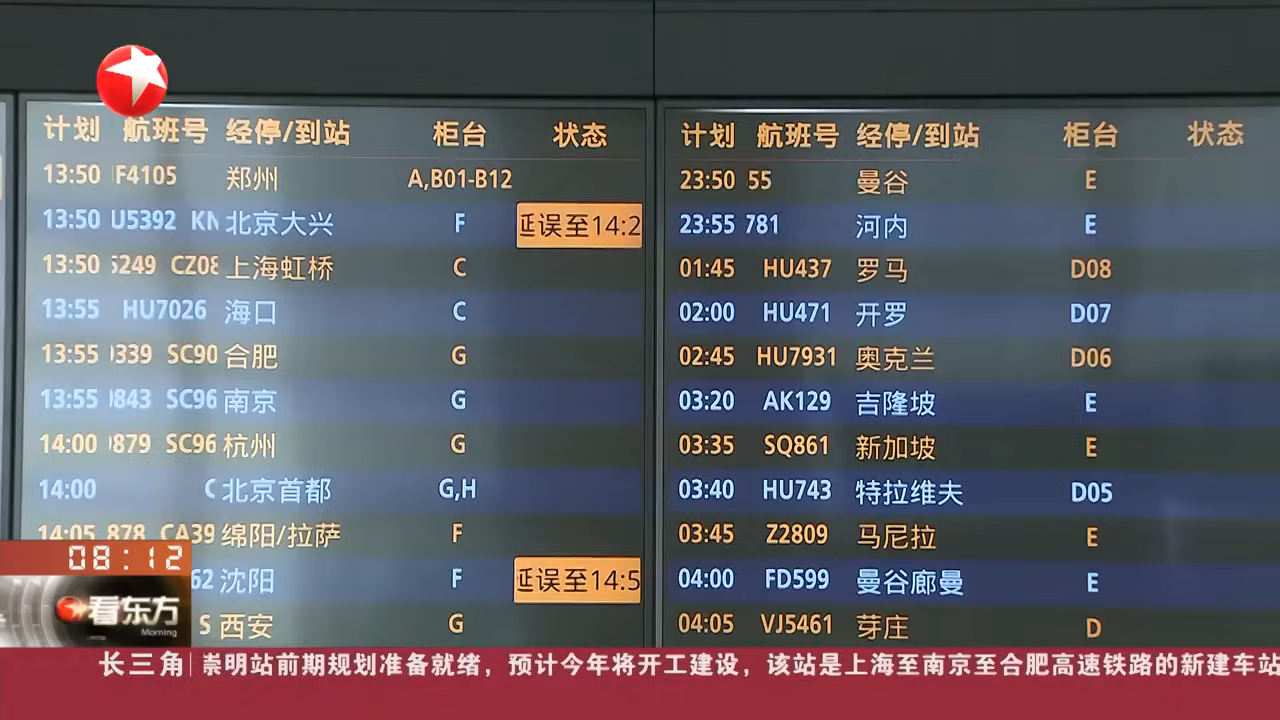 计划 航班号 经停/到站 柜台 状态
13:50 F4105 郑州 A,B01-B12
13:50 U5392 KN 北京大兴 F 延误至14:2
13:50 5249 CZ08 上海虹桥 C
13:55 HU7026 海口 C
13:55 339 SC90 合肥 G
13:55 843 SC96 南京 G
14:00 879 SC96 杭州 G
14:00 C 北京首都 G,H
14:05 878 CA39 绵阳/拉萨 F
62 沈阳 F 延误至14:5
S 西安 G
计划 航班号 经停/到站 柜台 状态
23:50 55 曼谷 E
23:55 781 河内 E
01:45 HU437 罗马 D08
02:00 HU471 开罗 D07
02:45 HU7931 奥克兰 D06
03:20 AK129 吉隆坡 E
03:35 SQ861 新加坡 E
03:40 HU743 特拉维夫 D05
03:45 Z2809 马尼拉 E
04:00 FD599 曼谷廊曼 E
04:05 VJ5461 芽庄 D
08:12
看东方
Morning
长三角 崇明站前期规划准备就绪，预计今年将开工建设，该站是上海至南京至合肥高速铁路的新建车站